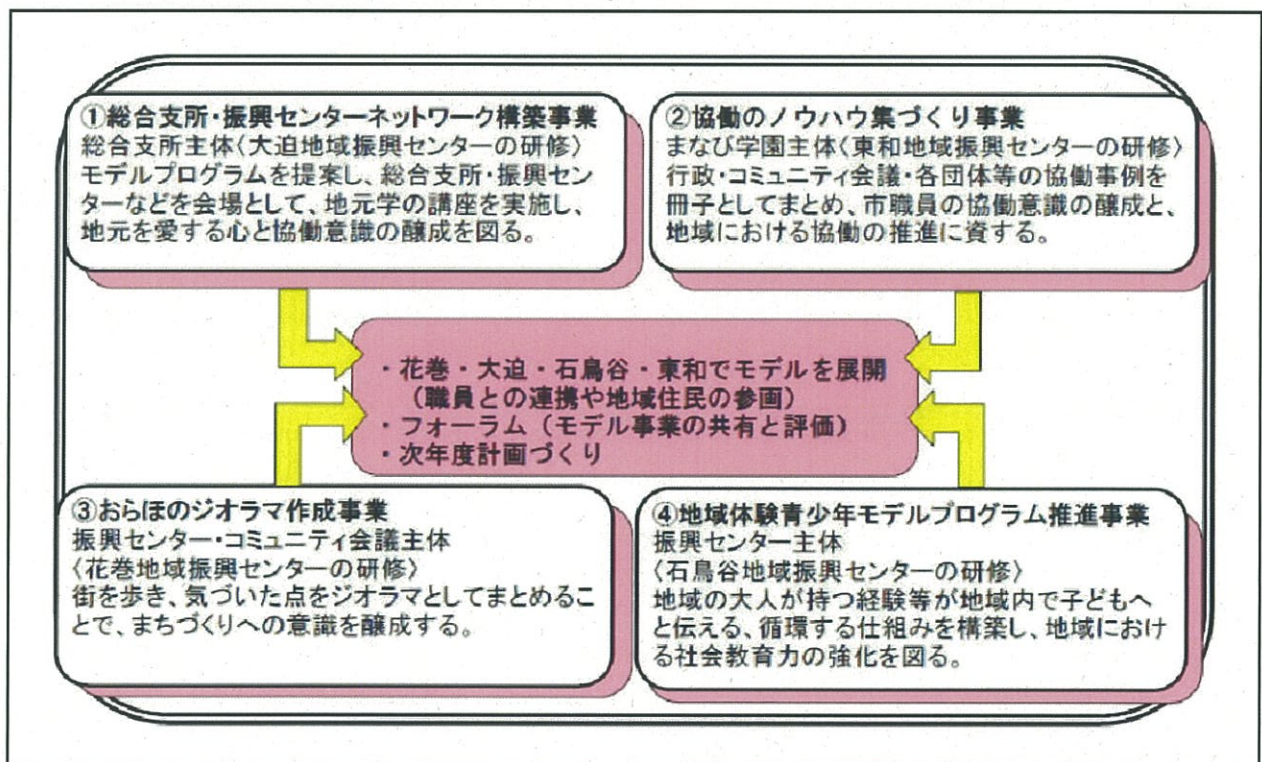 ①総合支所・振興センターネットワーク構築事業
総合支所主体〈大迫地域振興センターの研修〉
モデルプログラムを提案し、総合支所・振興セン
ターなどを会場として、地元学の講座を実施し、
地元を愛する心と協働意識の醸成を図る。
②協働のノウハウ集づくり事業
まなび学園主体〈東和地域振興センターの研修〉
行政・コミュニティ会議・各団体等の協働事例を
冊子としてまとめ、市職員の協働意識の醸成と、
地域における協働の推進に資する。
・花巻・大迫・石鳥谷・東和でモデルを展開
（職員との連携や地域住民の参画）
・フォーラム（モデル事業の共有と評価）
・次年度計画づくり
③おらほのジオラマ作成事業
振興センター・コミュニティ会議主体
〈花巻地域振興センターの研修〉
街を歩き、気づいた点をジオラマとしてまとめるこ
とで、まちづくりへの意識を醸成する。
④地域体験青少年モデルプログラム推進事業
振興センター主体
〈石鳥谷地域振興センターの研修〉
地域の大人が持つ経験等が地域内で子どもへ
と伝える、循環する仕組みを構築し、地域におけ
る社会教育力の強化を図る。